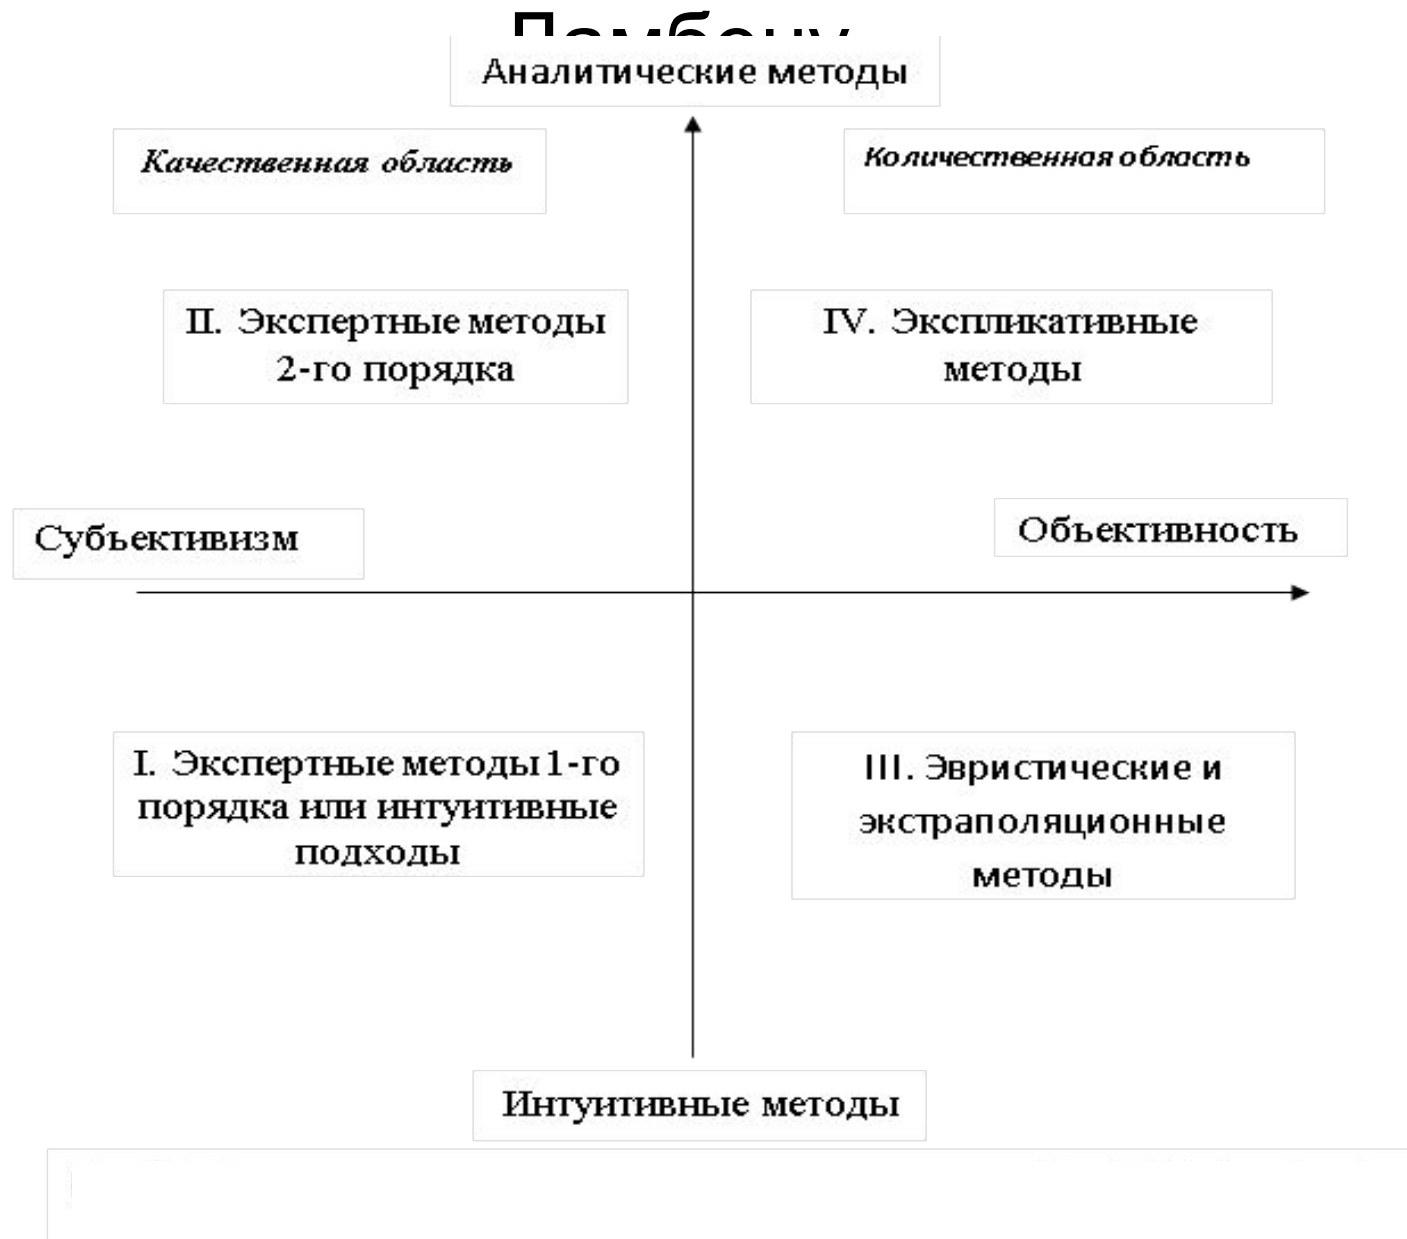 Аналитические методы
Качественная область
Количественная область
II. Экспертные методы
2-го порядка
IV. Экспликативные
методы
Субъективизм
Объективность
I. Экспертные методы 1-го
порядка или интуитивные
подходы
III. Эвристические и
экстраполяционные
методы
Интуитивные методы